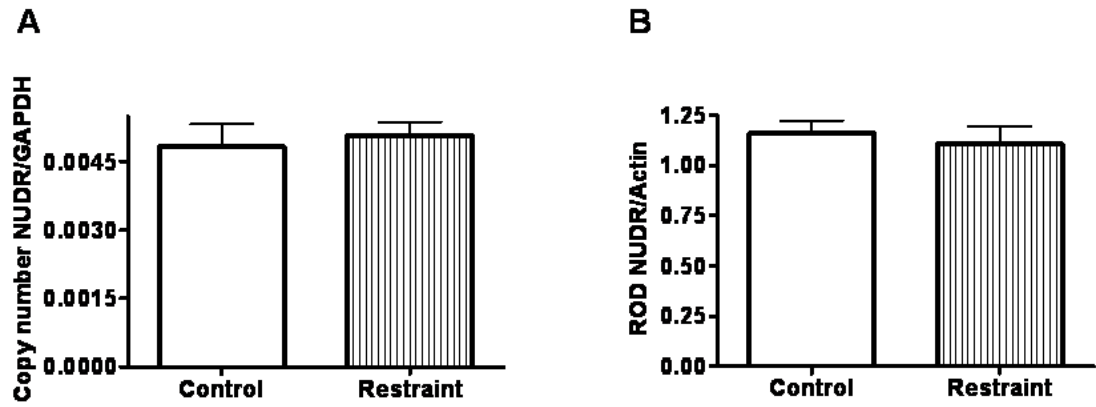 A
Copy number NUDR/GAPDH
0.0045
0.0030
0.0015
0.0000
Control
Restraint
B
ROD NUDR/Actin
1.25
1.00
0.75
0.50
0.25
0.00
Control
Restraint